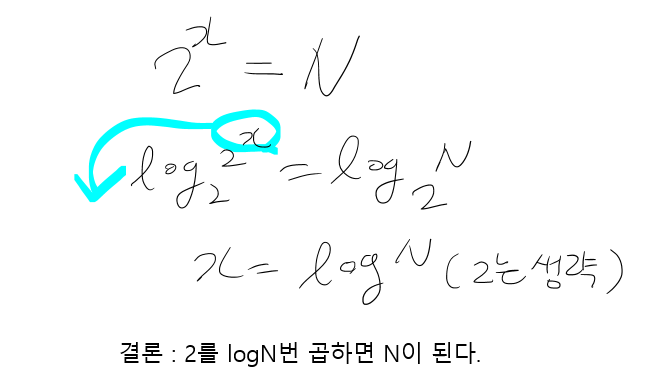 2^x = N
log_2 2^x = log_2 N
x = log N (2는 생략)
결론 : 2를 logN번 곱하면 N이 된다.